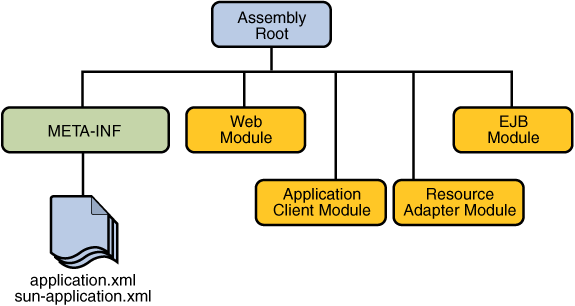 Assembly
Root
META-INF
Web
Module
EJB
Module
Application
Client Module
Resource
Adapter Module
application.xml
sun-application.xml